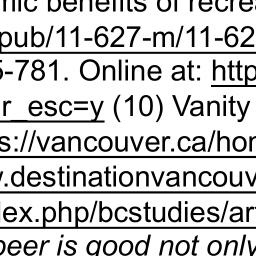 mic benefits of recrea
pub/11-627-m/11-62
5-781. Online at: http
r_esc=y (10) Vanity
s://vancouver.ca/hom
.destinationvancouv
lex.php/bcstudies/ar
beer is good not only